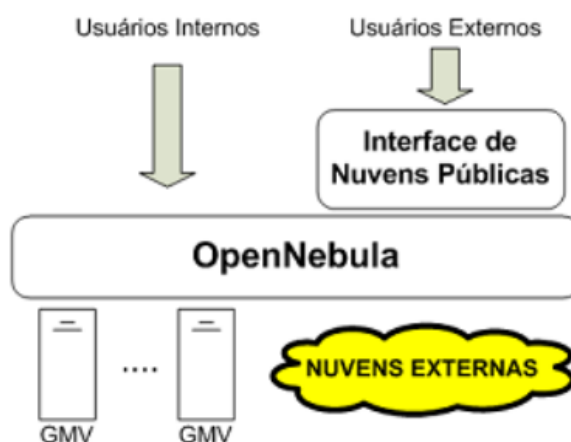 Usuários Internos
Usuários Externos
Interface de
Nuvens Públicas
OpenNebula
....
NUVENS EXTERNAS
GMV
GMV